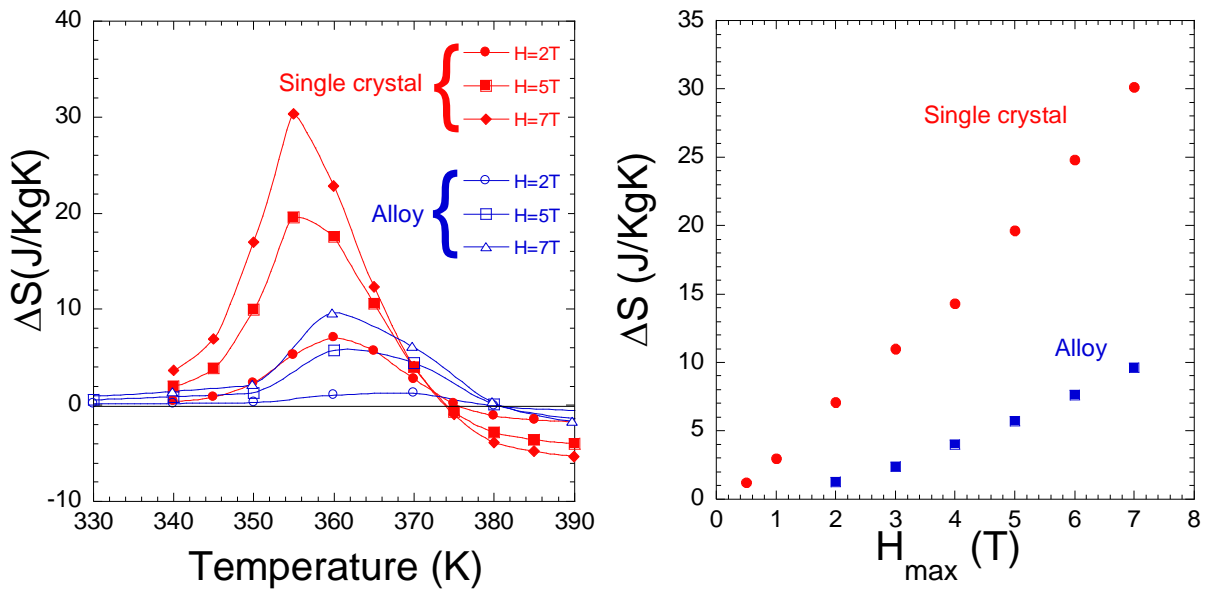 40
30
20
10
0
-10
330 340 350 360 370 380 390
ΔS(J/KgK)
Temperature (K)
Single crystal
H=2T
H=5T
H=7T
Alloy
H=2T
H=5T
H=7T
35
30
25
20
15
10
5
0
0 1 2 3 4 5 6 7 8
ΔS (J/KgK)
H_max (T)
Single crystal
Alloy